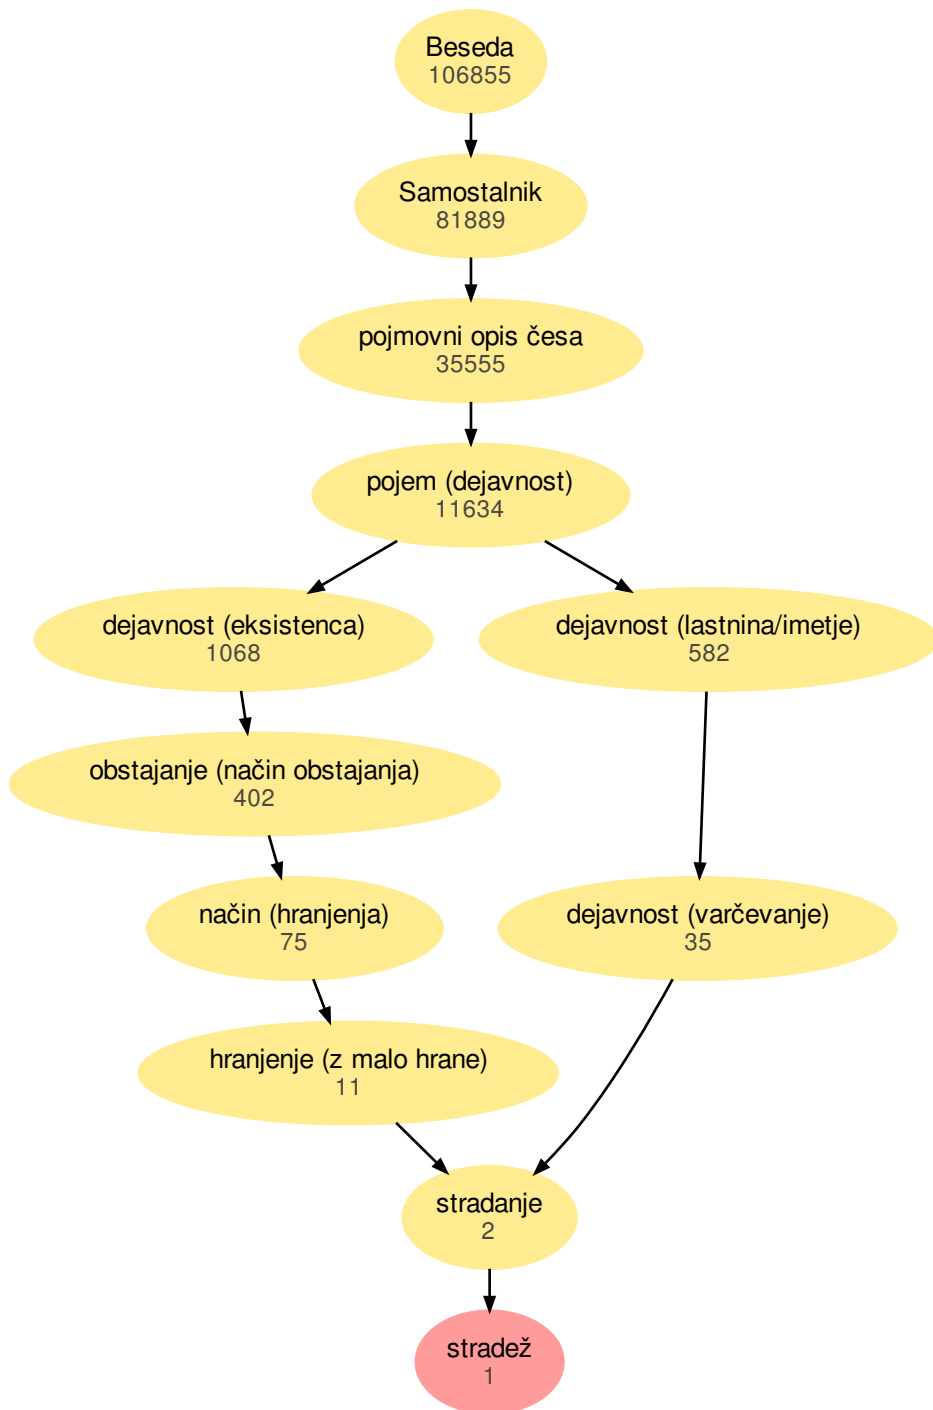 Beseda
106855
Samostalnik
81889
pojmovni opis česa
35555
pojem (dejavnost)
11634
dejavnost (eksistenca)
1068
dejavnost (lastnina/imetje)
582
obstajanje (način obstajanja)
402
način (hranjenja)
75
dejavnost (varčevanje)
35
hranjenje (z malo hrane)
11
stradanje
2
stradež
1